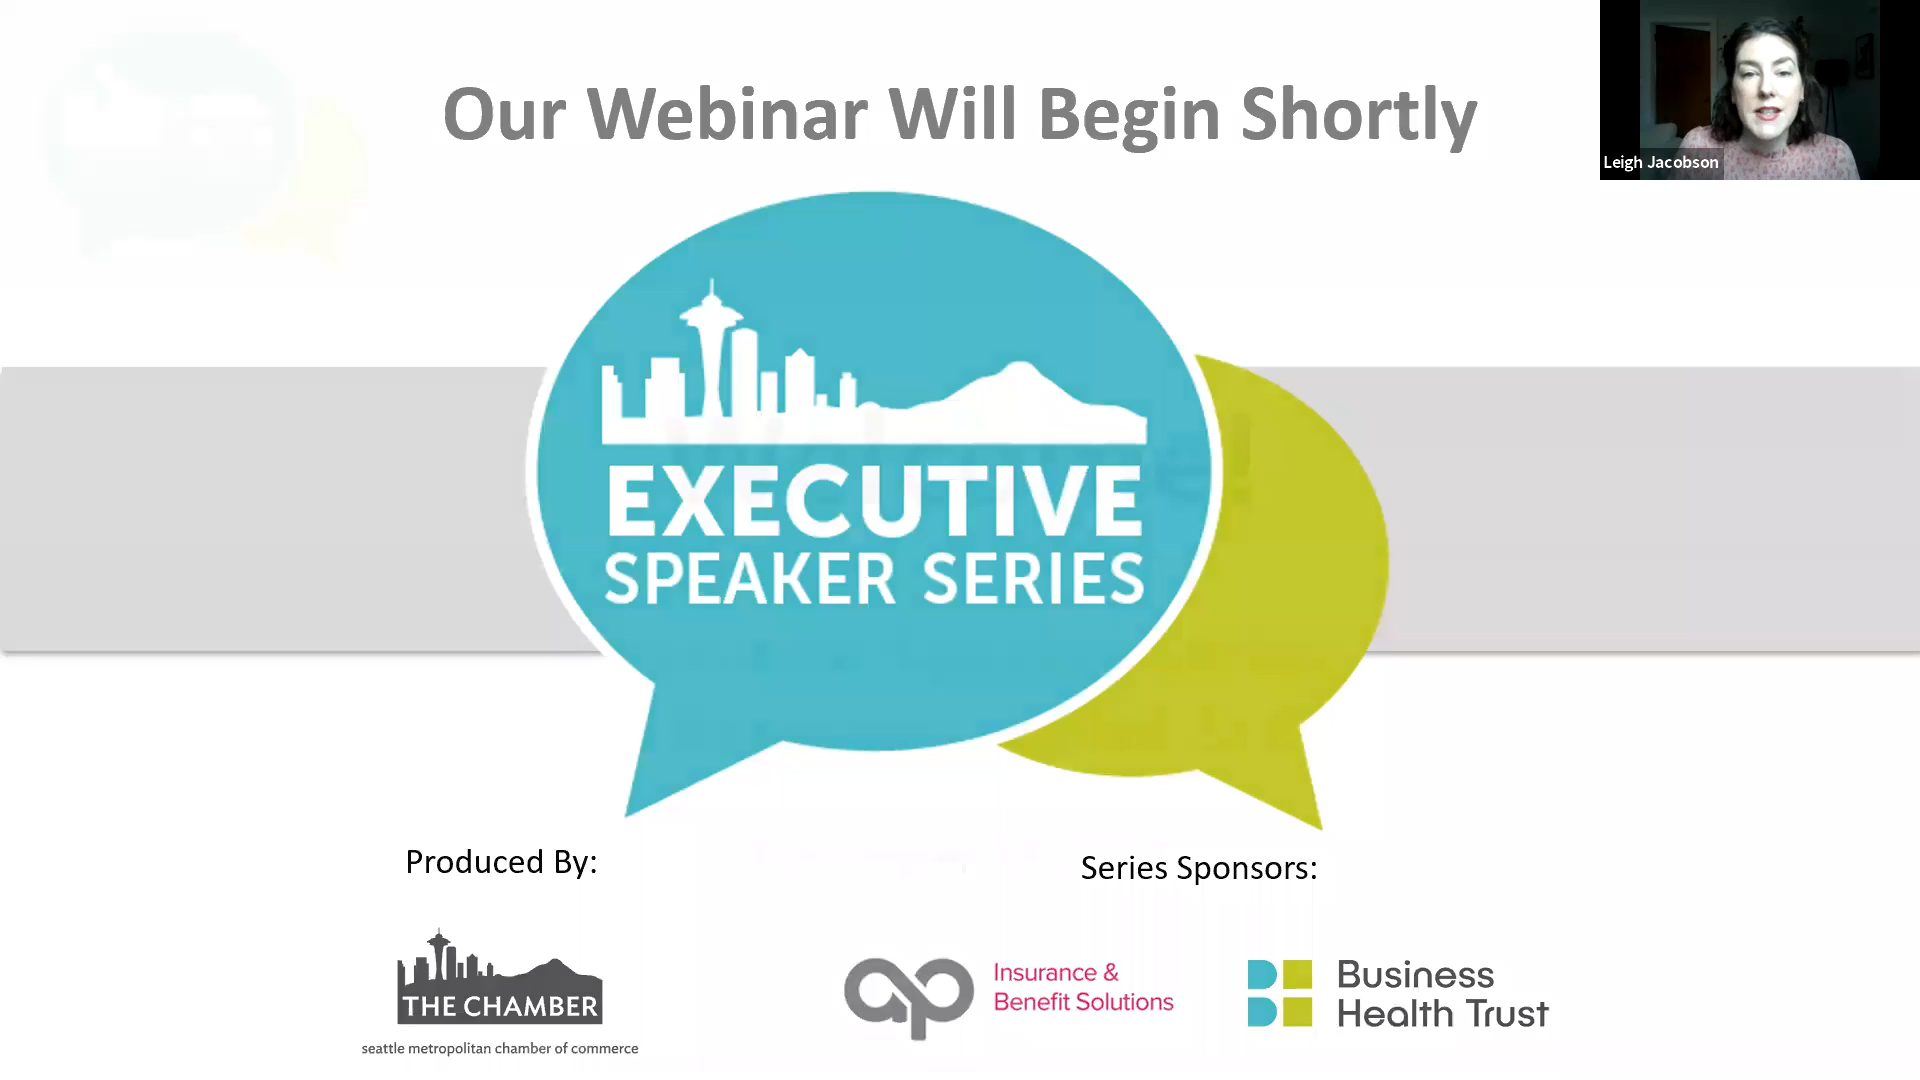 Our Webinar Will Begin Shortly
Leigh Jacobson
EXECUTIVE
SPEAKER SERIES
Produced By:
Series Sponsors:
THE CHAMBER
seattle metropolitan chamber of commerce
ap
Insurance &
Benefit Solutions
Business
Health Trust